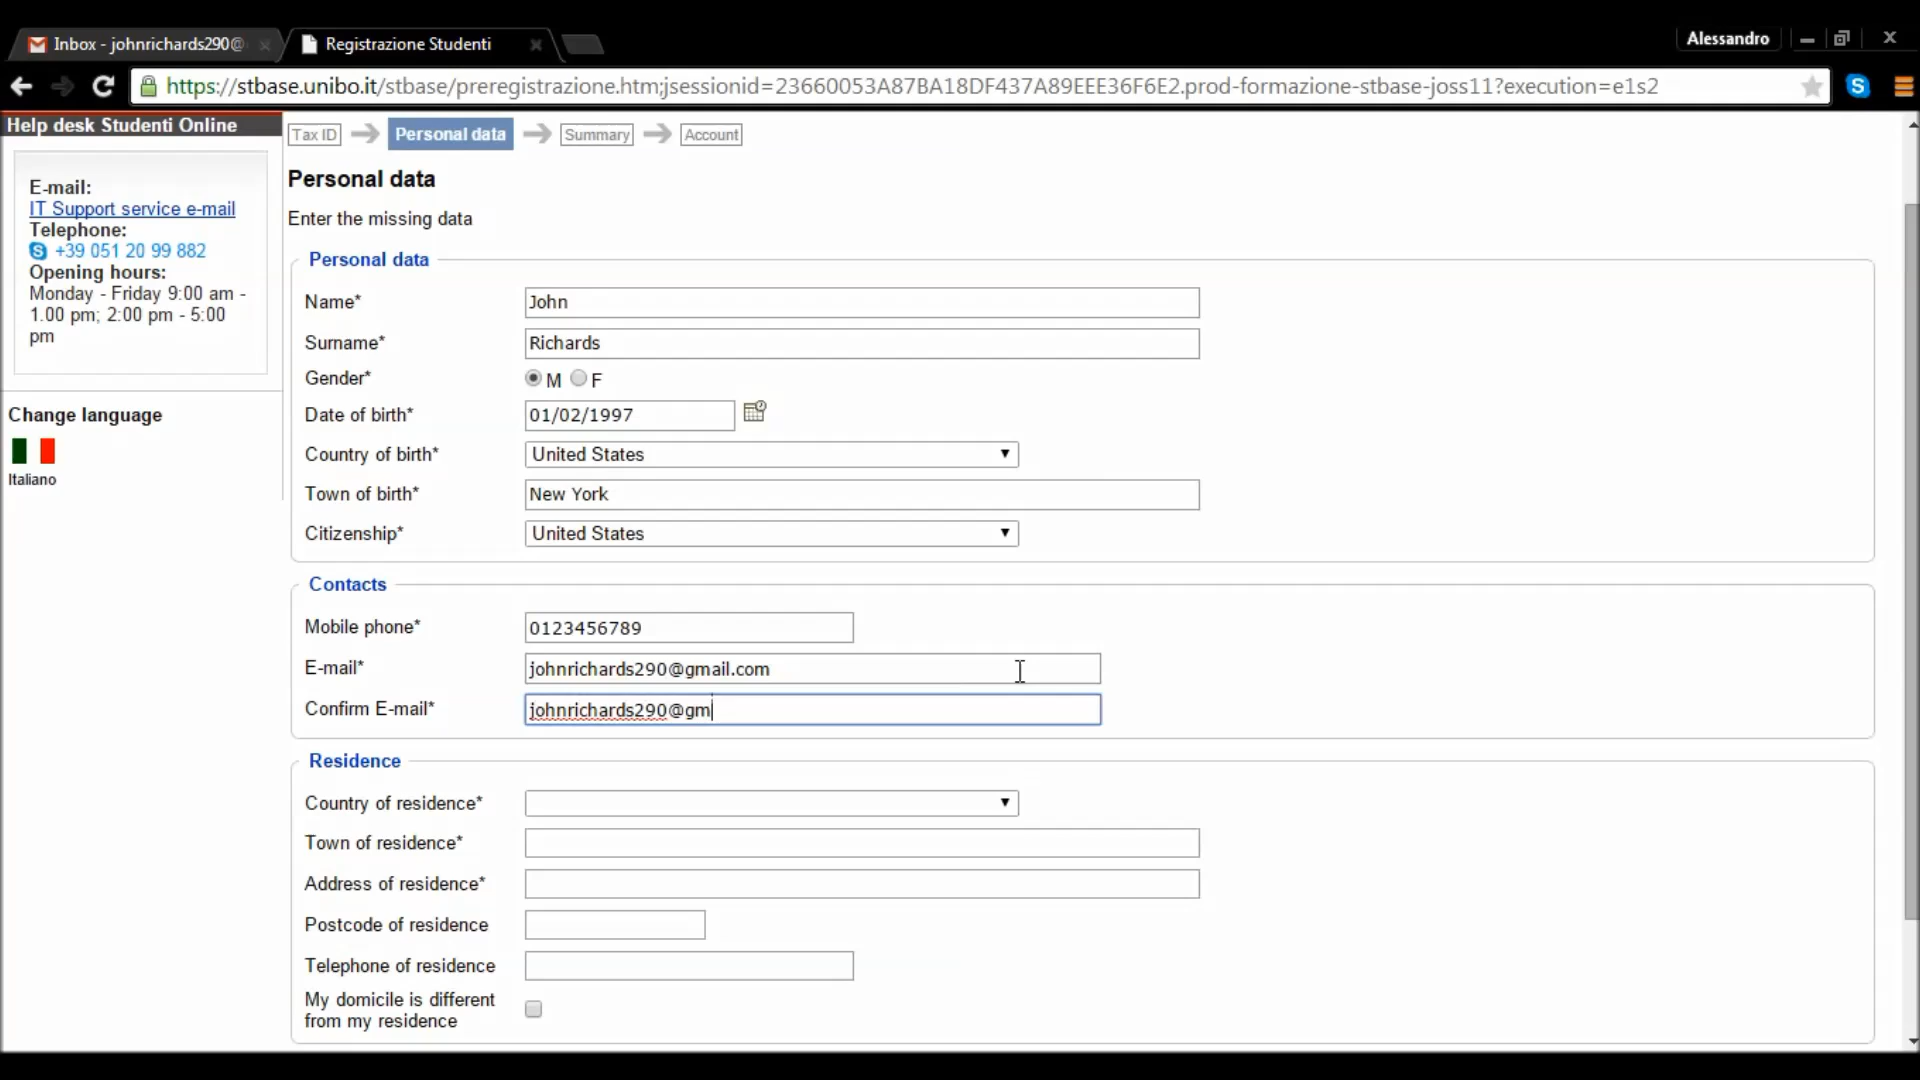 Inbox - johnrichards290@
Registrazione Studenti
Alessandro
https://stbase.unibo.it/stbase/preregistrazione.htm;jsessionid=23660053A87BA18DF437A89EEE36F6E2.prod-formazione-stbase-joss11?execution=e1s2
Help desk Studenti Online
E-mail:
IT Support service e-mail
Telephone:
+39 051 20 99 882
Opening hours:
Monday - Friday 9:00 am -
1.00 pm; 2:00 pm - 5:00
pm
Change language
Italiano
Tax ID
Personal data
Summary
Account
Personal data
Enter the missing data
Personal data
Name* John
Surname* Richards
Gender* M F
Date of birth* 01/02/1997
Country of birth* United States
Town of birth* New York
Citizenship* United States
Contacts
Mobile phone* 0123456789
E-mail* johnrichards290@gmail.com
Confirm E-mail* johnrichards290@gm
Residence
Country of residence*
Town of residence*
Address of residence*
Postcode of residence
Telephone of residence
My domicile is different
from my residence